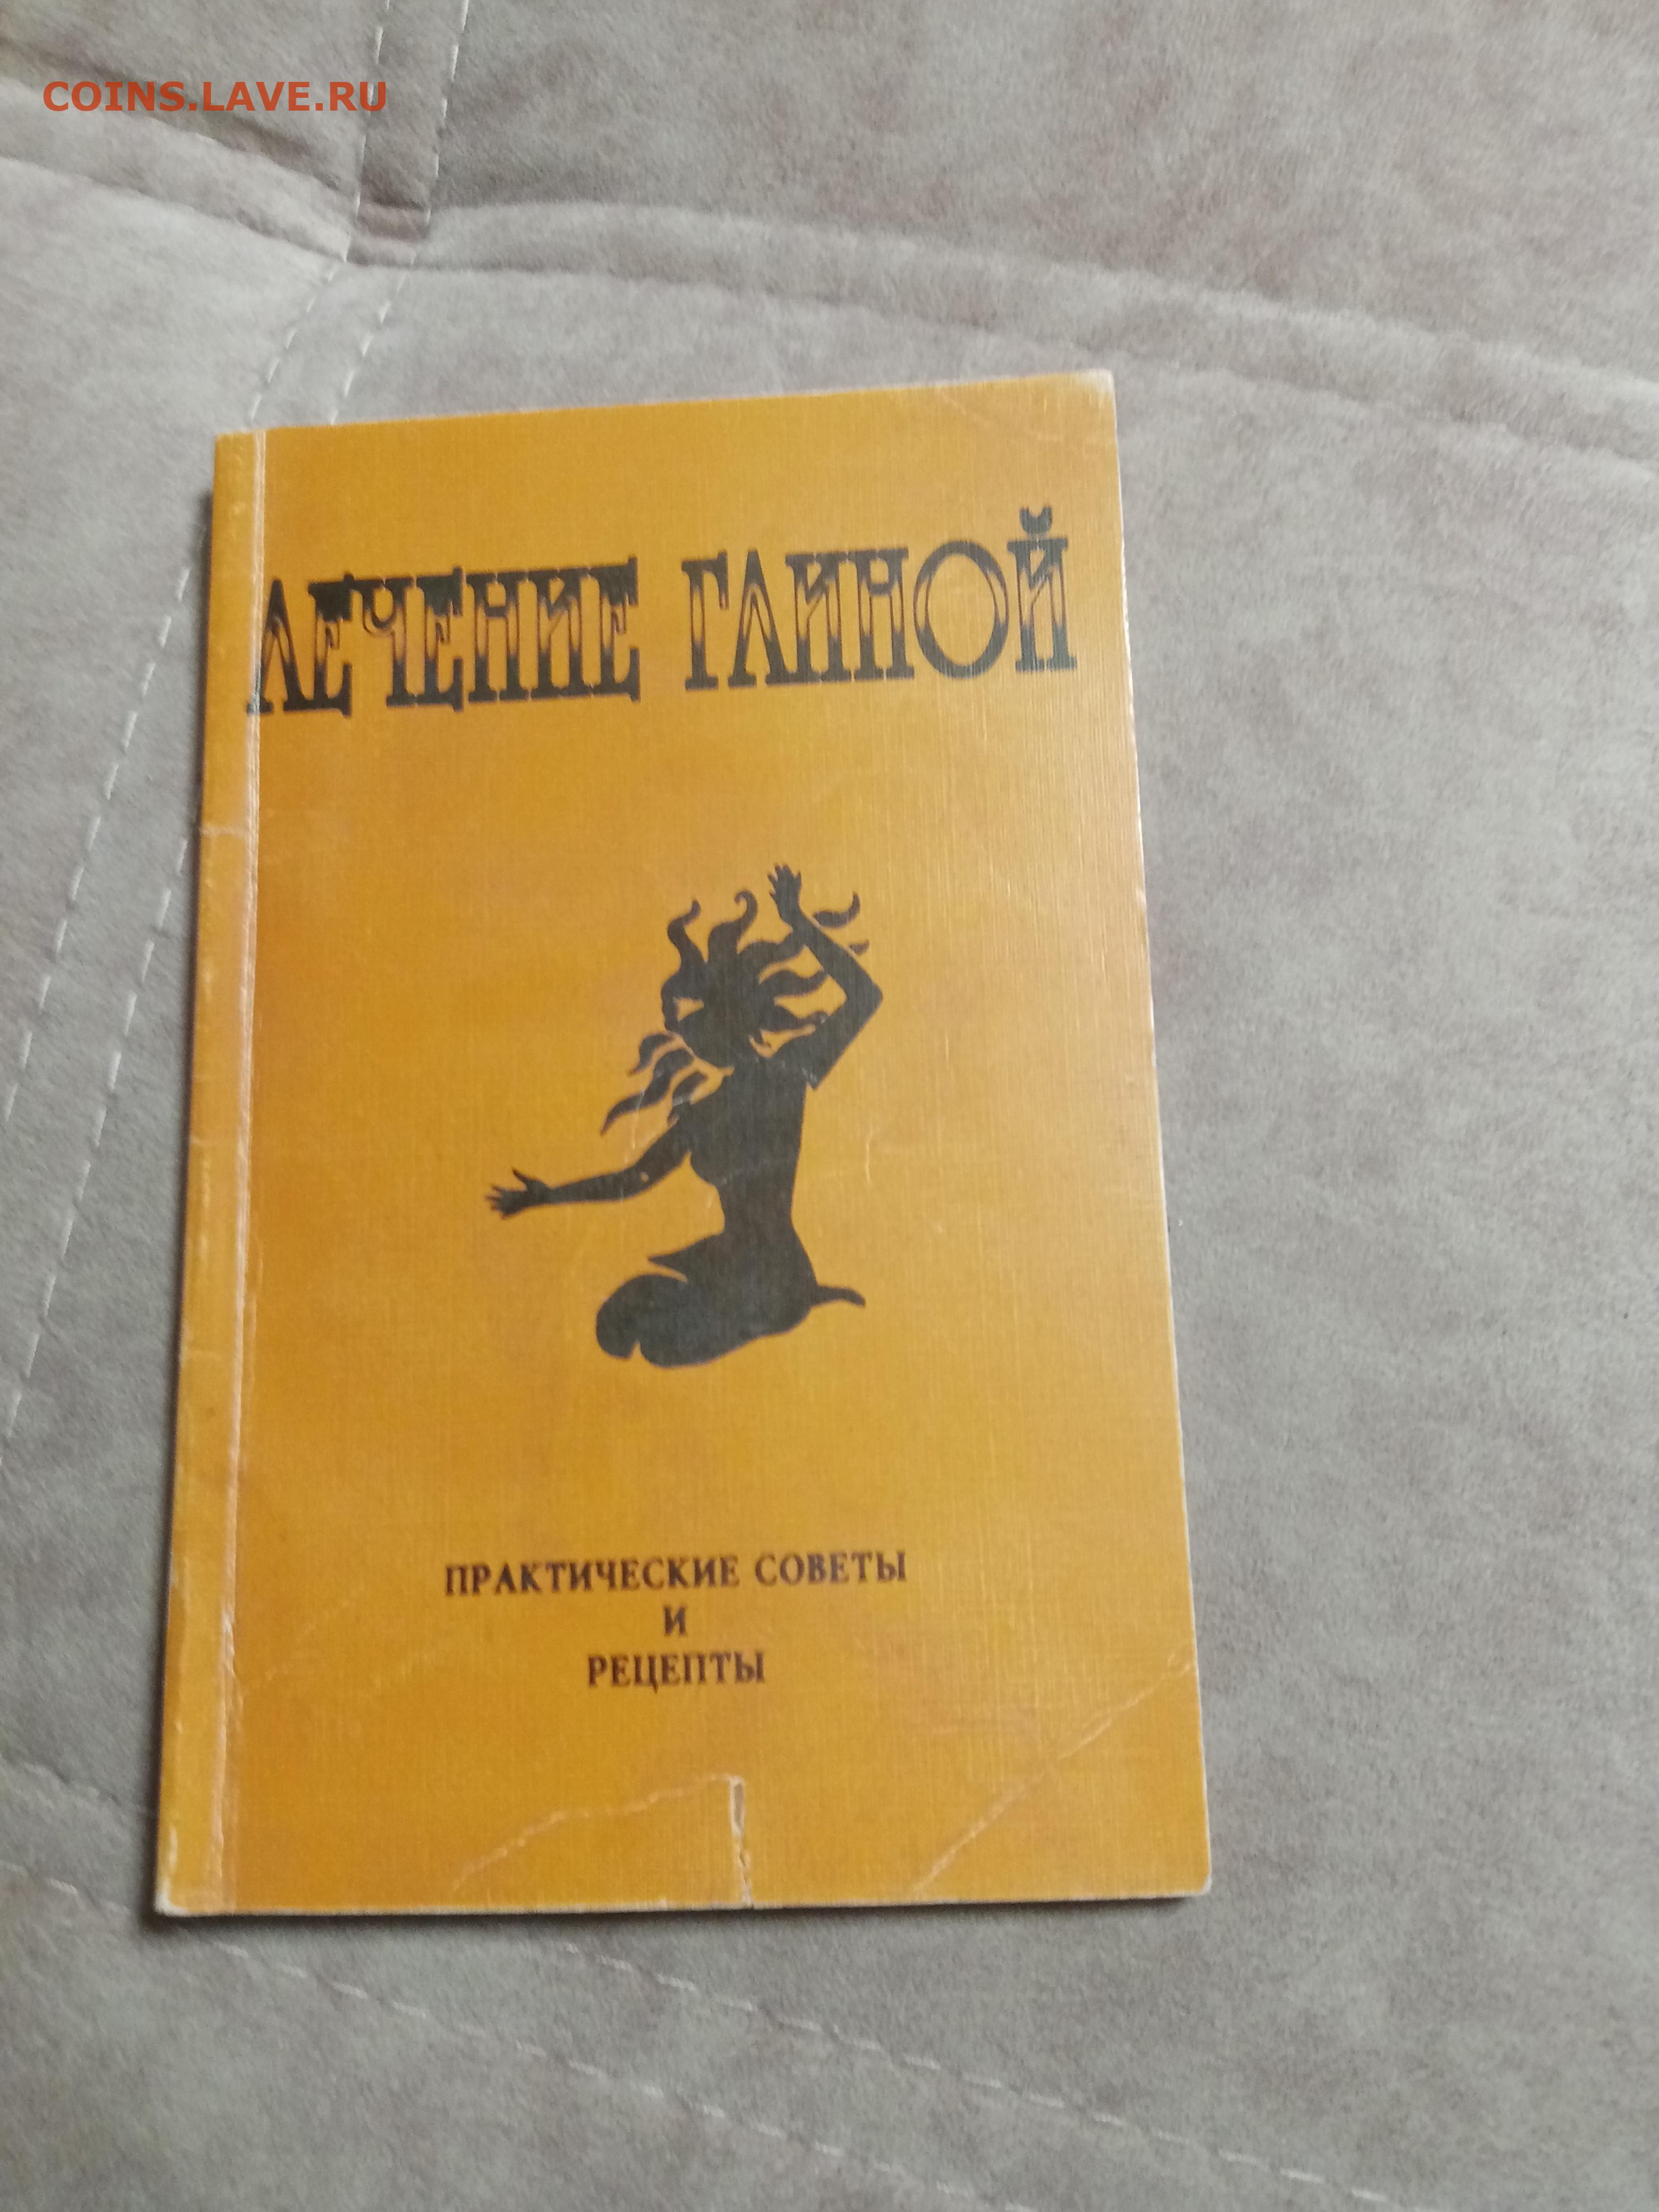 COINS.LAVE.RU
ЛЕЧЕНИЕ ГЛИНОЙ
ПРАКТИЧЕСКИЕ СОВЕТЫ
И
РЕЦЕПТЫ